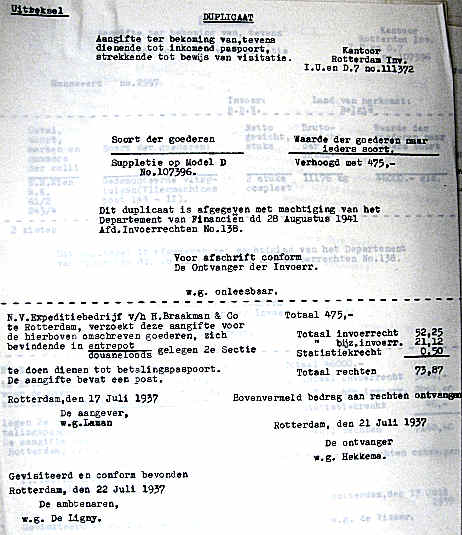 Uitreksel
DUPLICAAT
Aangifte ter bekoming van, tevens
dienende tot inkomend paspoort,
strekkende tot bewijs van visitatie.
Kantoor
Rotterdam Inv.
I.U.en D.7 no.111372
Soort der goederen
Waarde der goederen naar
ieders soort.
Suppletie op Model D
No.107396.
Verhoogd met 475,-
Dit duplicaat is afgegeven met machtiging van het
Departement van Financiën dd 28 Augustus 1941
Afd.Invoerrechten No.138.
Voor afschrift conform
De Ontvanger der Invoerr.
w.g. onleesbaar.
N.V.Expeditiebedrijf v/h H.Braakman & Co
te Rotterdam, verzoekt deze aangifte voor
de hierboven omschreven goederen, zich
bevindende in entrepot
douaneloods
gelegen 2e Sectie
te doen dienen tot betalingspaspoort.
De aangifte bevat een post.
Totaal 475,-
Totaal invoerrecht 52,25
" bijz.invoerr. 21,12
Statistiekrecht 0,50
Totaal rechten 73,87
Rotterdam,den 17 Juli 1937
De aangever,
w.g.Laman
Bovenvermeld bedrag aan rechten ontvangen
Rotterdam, den 21 Juli 1937
De ontvanger
w.g. Hekkema.
Gevisiteerd en conform bevonden
Rotterdam, den 22 Juli 1937
De ambtenaren,
w.g. De Ligny.